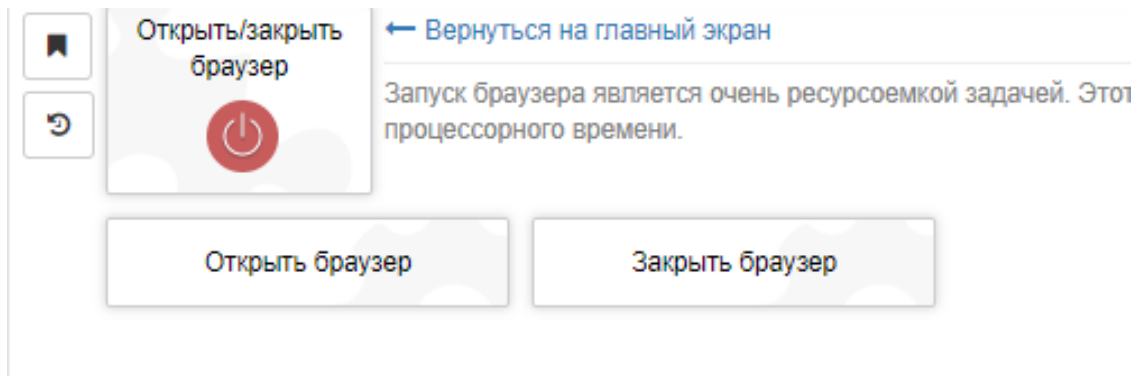 Открыть/закрыть
браузер
← Вернуться на главный экран
Запуск браузера является очень ресурсоемкой задачей. Этот
процессорного времени.
Открыть браузер
Закрыть браузер